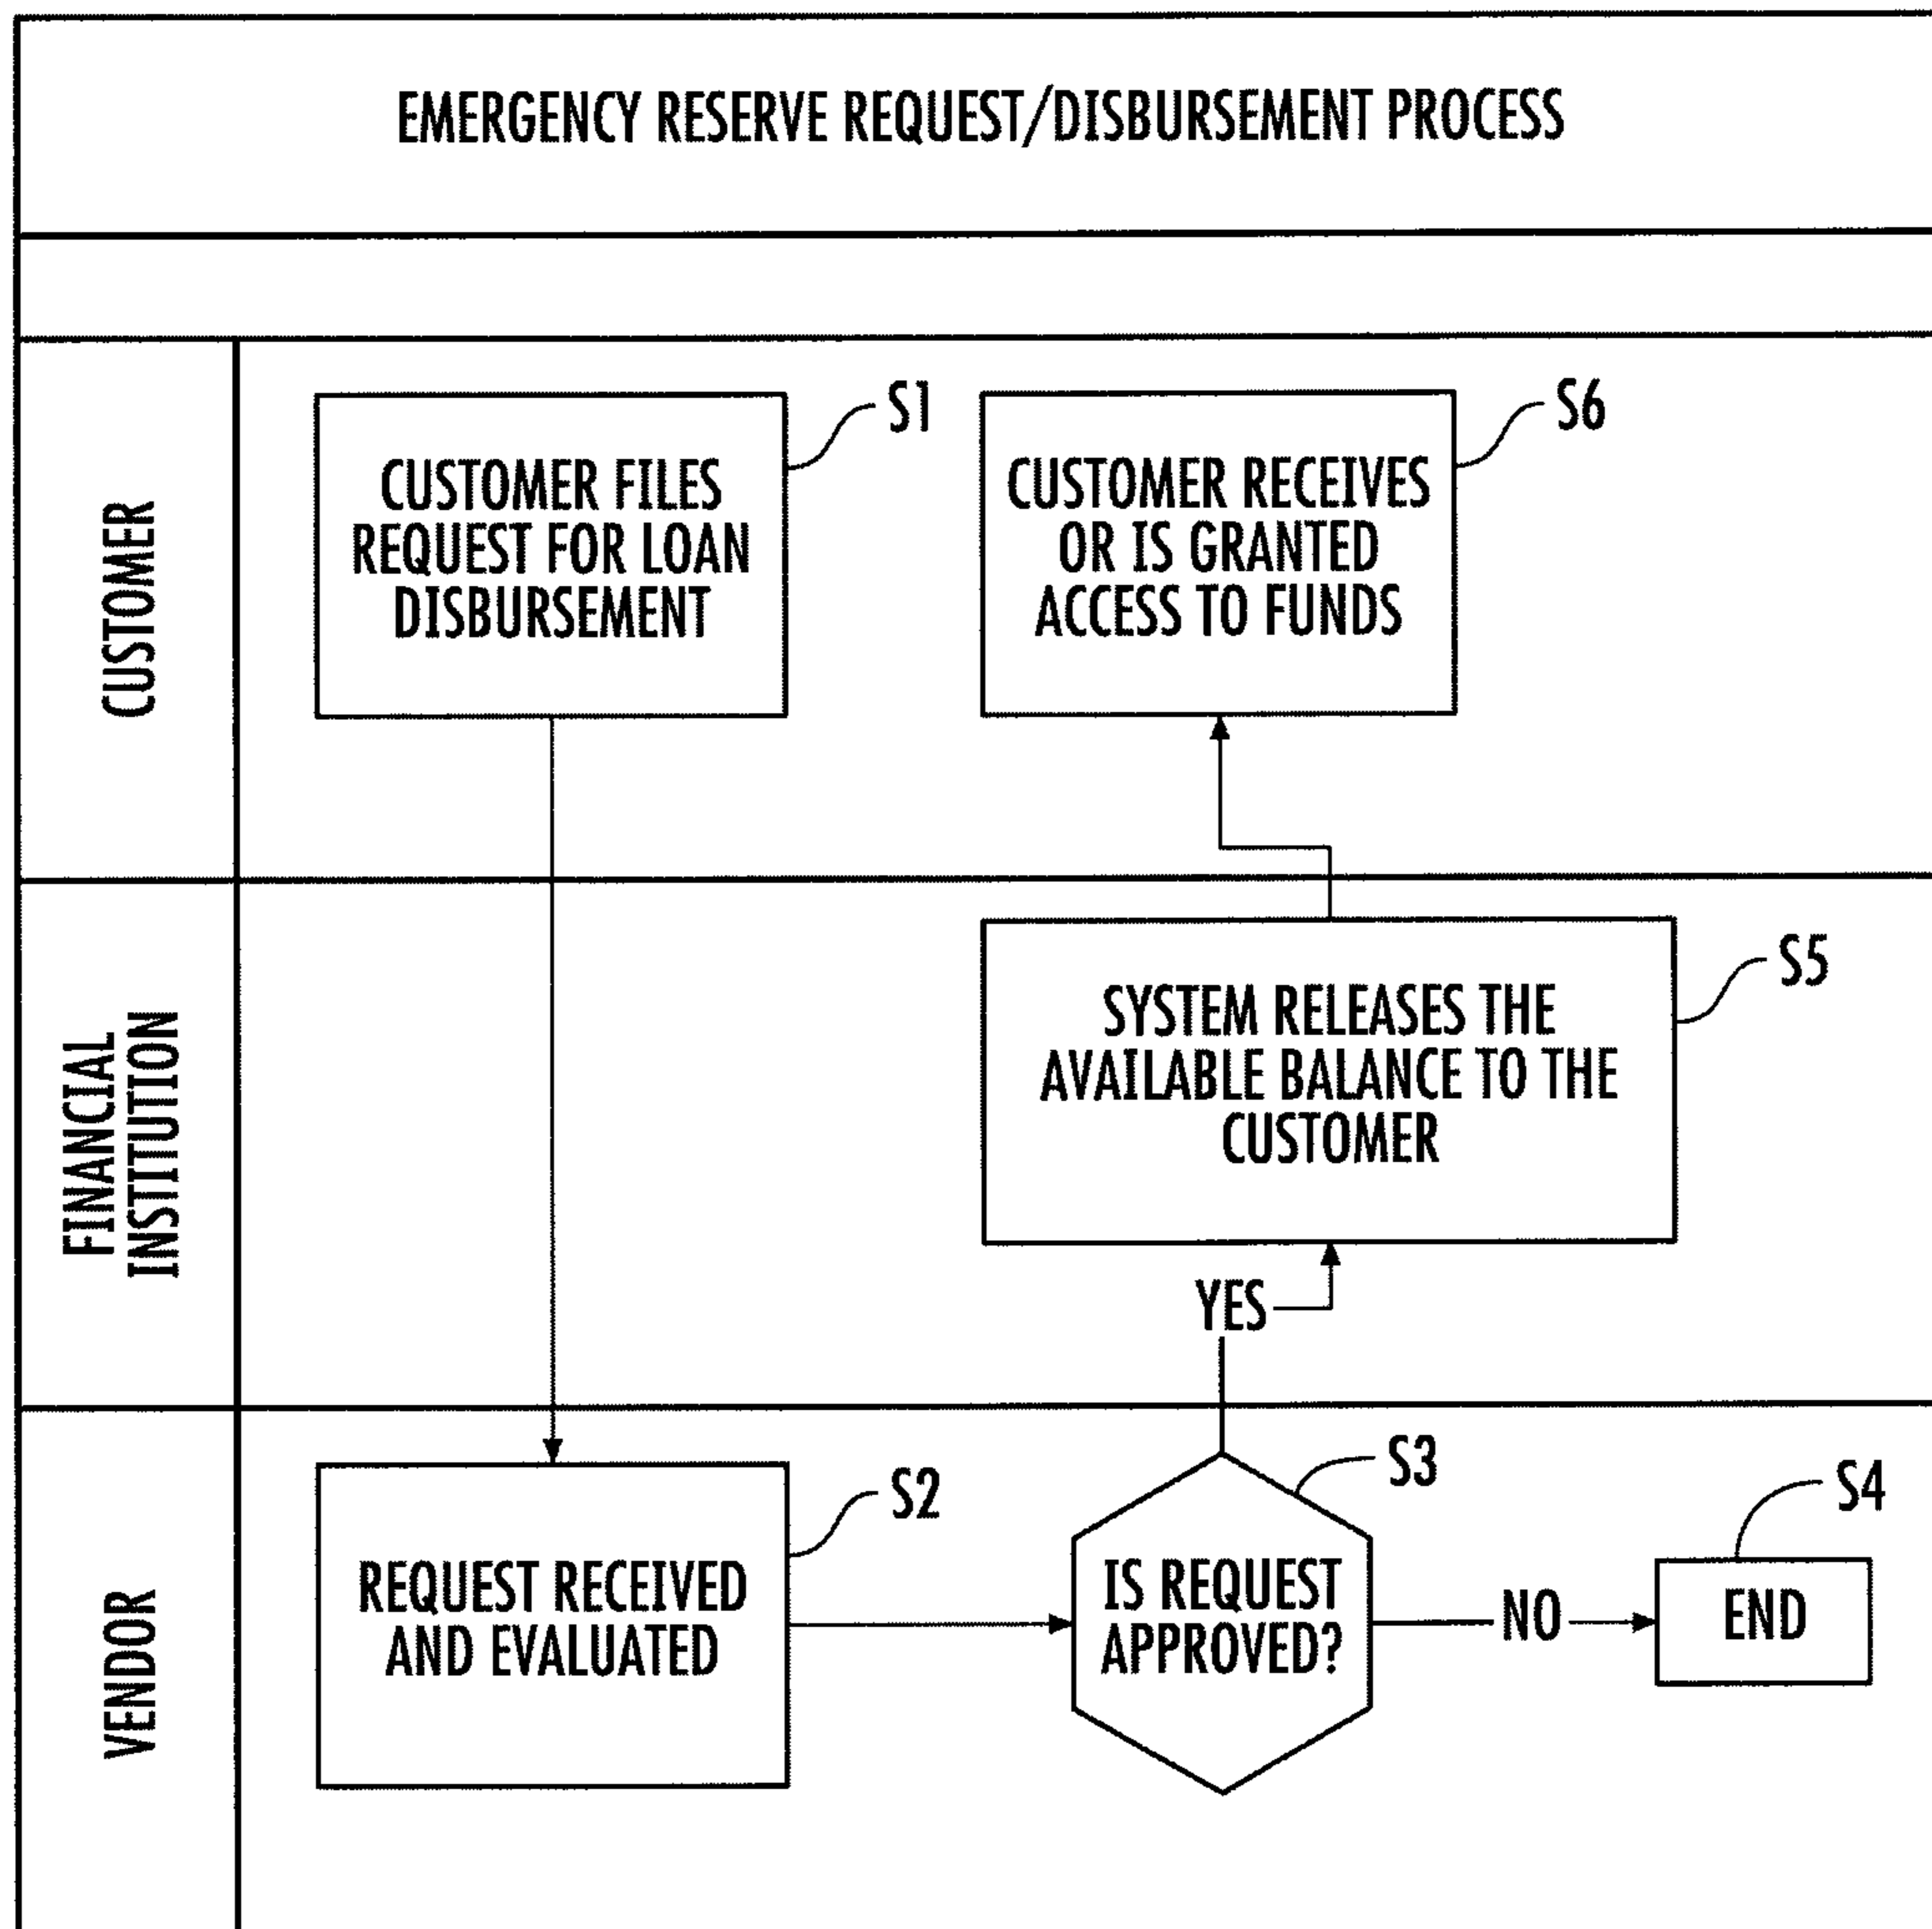 EMERGENCY RESERVE REQUEST/DISBURSEMENT PROCESS
CUSTOMER
CUSTOMER FILES
REQUEST FOR LOAN
DISBURSEMENT
S1
CUSTOMER RECEIVES
OR IS GRANTED
ACCESS TO FUNDS
S6
FINANCIAL
INSTITUTION
SYSTEM RELEASES THE
AVAILABLE BALANCE TO THE
CUSTOMER
S5
YES
VENDOR
REQUEST RECEIVED
AND EVALUATED
S2
IS REQUEST
APPROVED?
S3
NO
END
S4